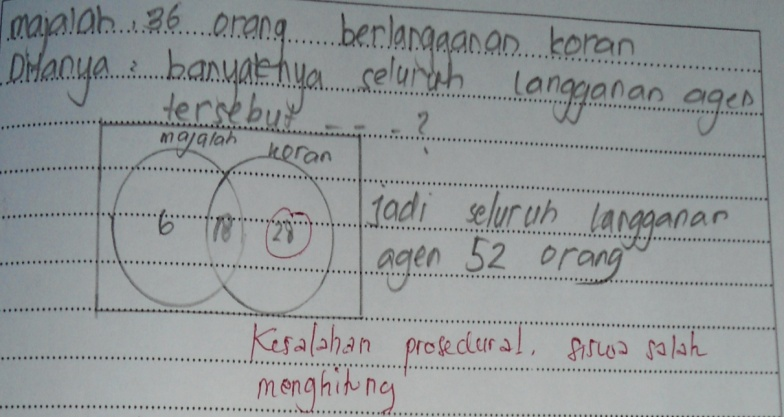 majalah. 36 orang berlangganan koran
Ditanya : banyaknya seluruh langganan agen
tersebut - - - ?
majalah koran
6 18 28
Jadi seluruh langganan
agen 52 orang
Kesalahan prosedural, siswa salah
menghitung